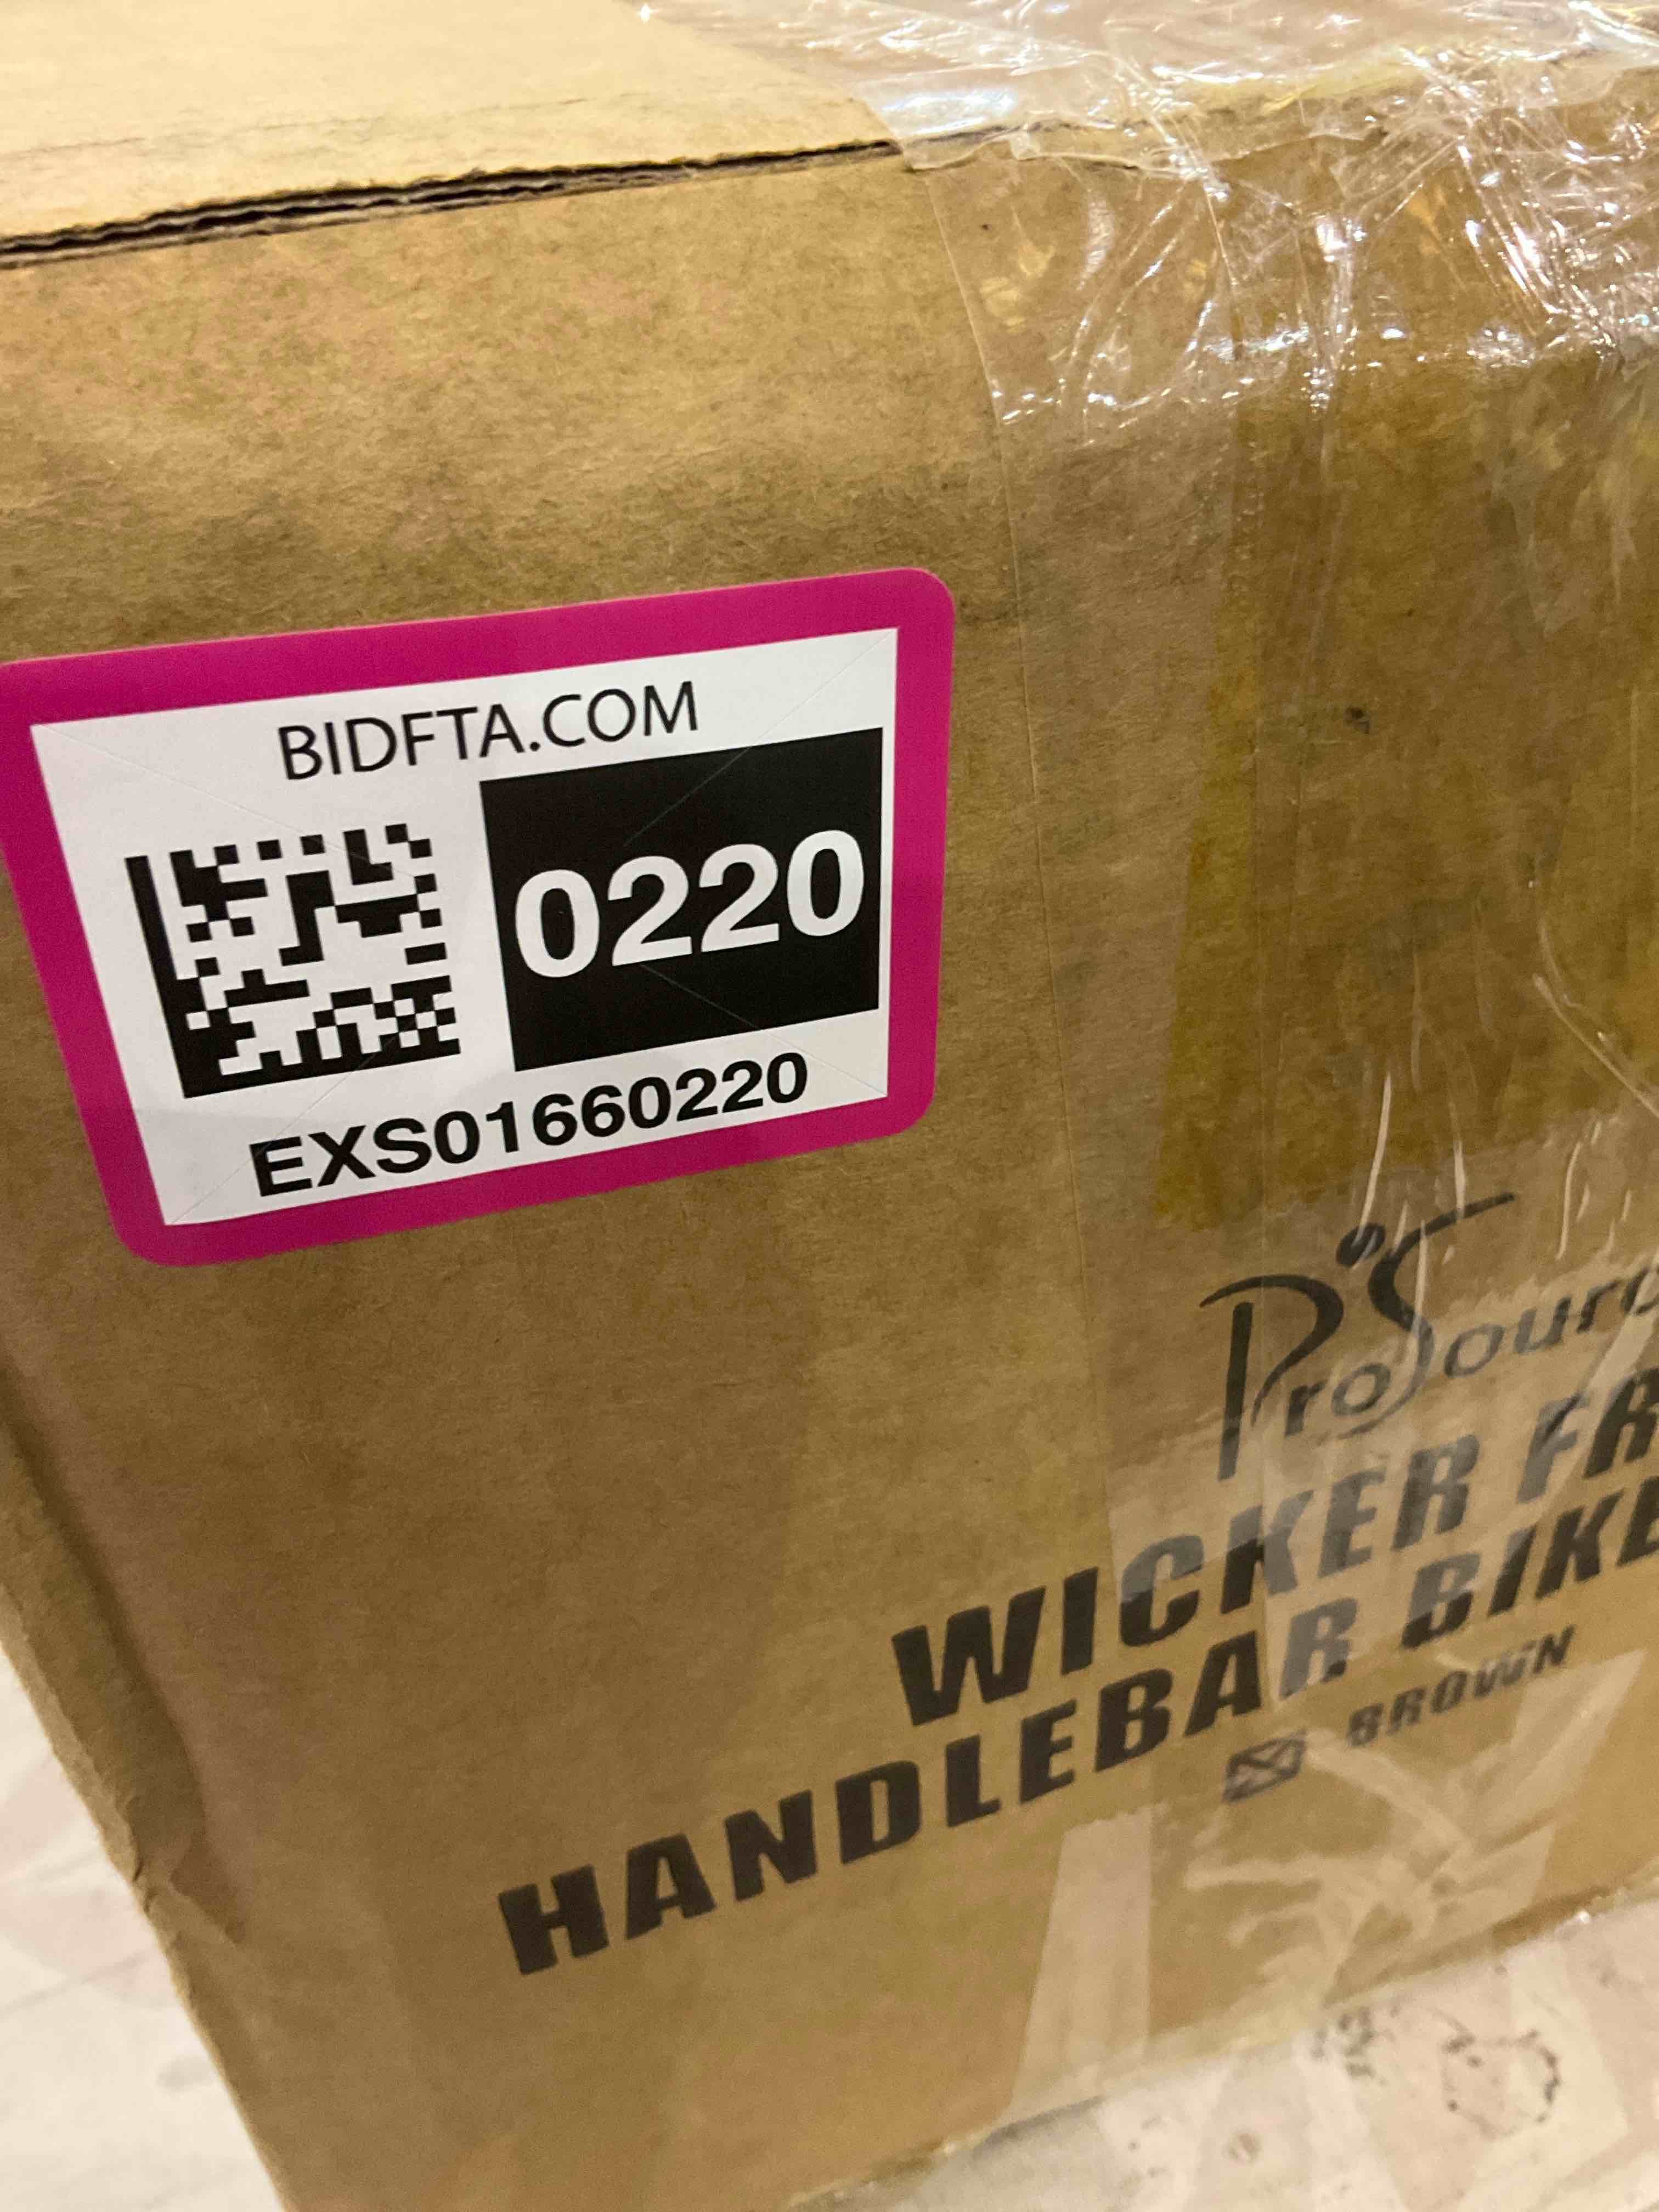 BIDFTA.COM
0220
EXS01660220
ProSourc
WICKER FR
HANDLEBAR BIKE
BROWN